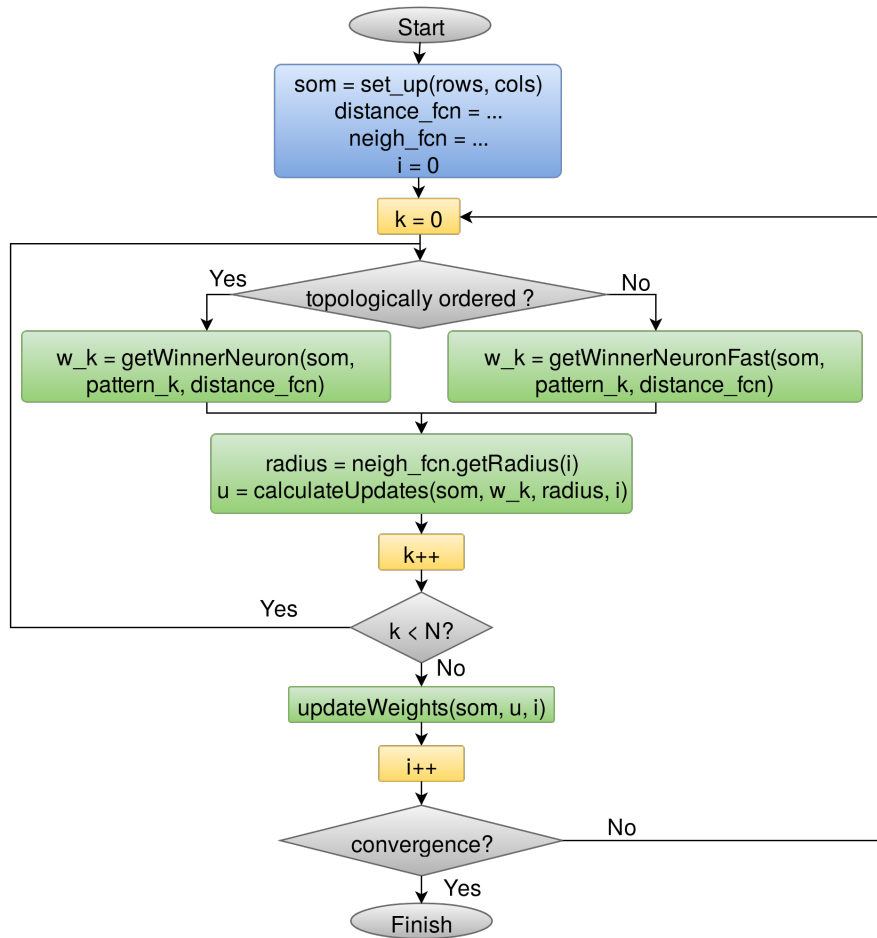 Start
som = set_up(rows, cols)
distance_fcn = ...
neigh_fcn = ...
i = 0
k = 0
Yes
topologically ordered ?
No
w_k = getWinnerNeuron(som,
pattern_k, distance_fcn)
w_k = getWinnerNeuronFast(som,
pattern_k, distance_fcn)
radius = neigh_fcn.getRadius(i)
u = calculateUpdates(som, w_k, radius, i)
k++
Yes
k < N?
No
updateWeights(som, u, i)
i++
convergence?
No
Yes
Finish